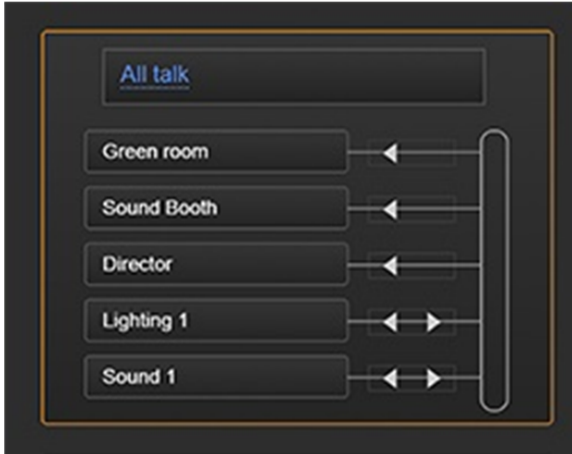 All talk
Green room
Sound Booth
Director
Lighting 1
Sound 1